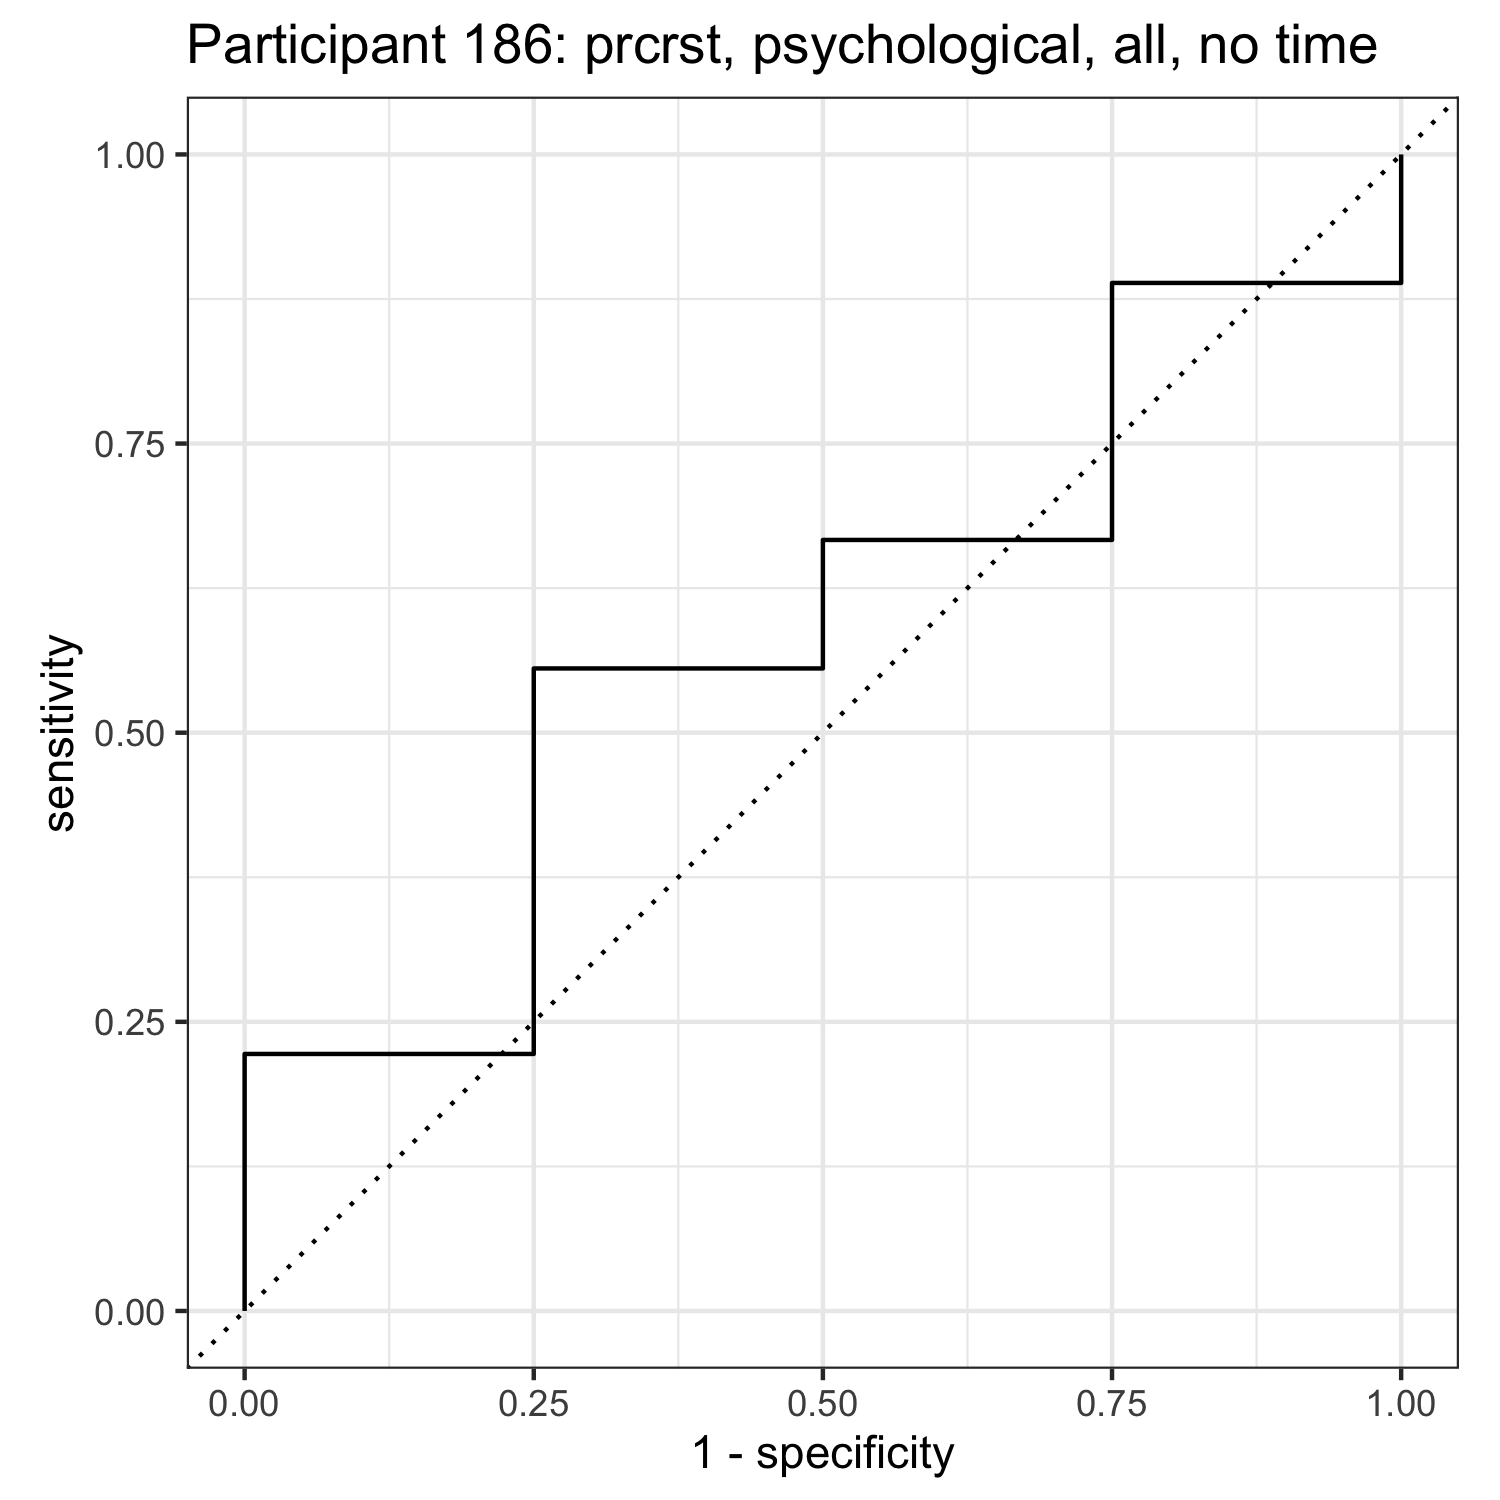 Participant 186: prcrst, psychological, all, no time
1.00
0.75
0.50
0.25
0.00
sensitivity
0.00 0.25 0.50 0.75 1.00
1 - specificity